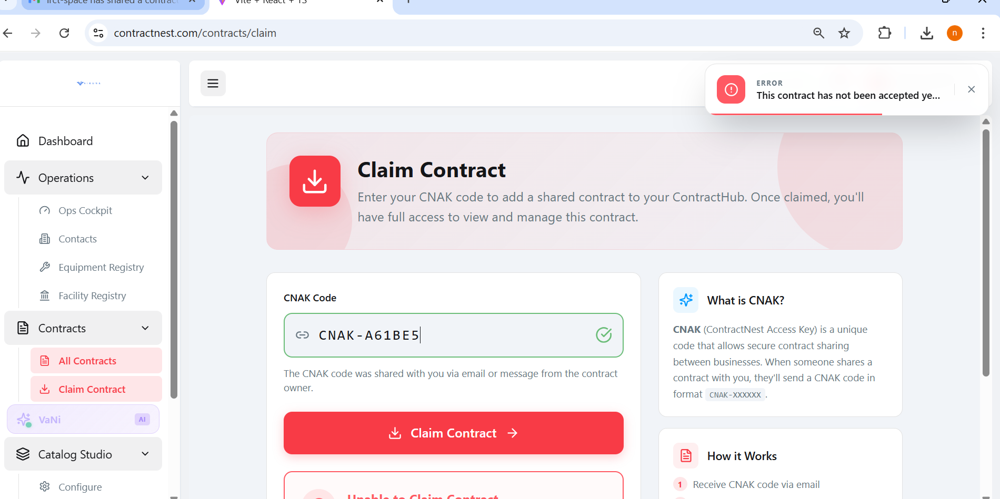 irct-space has shared a contract
Vite + React + TS
contractnest.com/contracts/claim
n
ERROR
This contract has not been accepted ye...
Dashboard
Operations
Ops Cockpit
Contacts
Equipment Registry
Facility Registry
Contracts
All Contracts
Claim Contract
VaNi
AI
Catalog Studio
Configure
Claim Contract
Enter your CNAK code to add a shared contract to your ContractHub. Once claimed, you'll
have full access to view and manage this contract.
CNAK Code
CNAK-A61BE5
The CNAK code was shared with you via email or message from the contract
owner.
Claim Contract
Unable to Claim Contract
What is CNAK?
CNAK (ContractNest Access Key) is a unique
code that allows secure contract sharing
between businesses. When someone shares a
contract with you, they'll send a CNAK code in
format CNAK-XXXXXX .
How it Works
1 Receive CNAK code via email